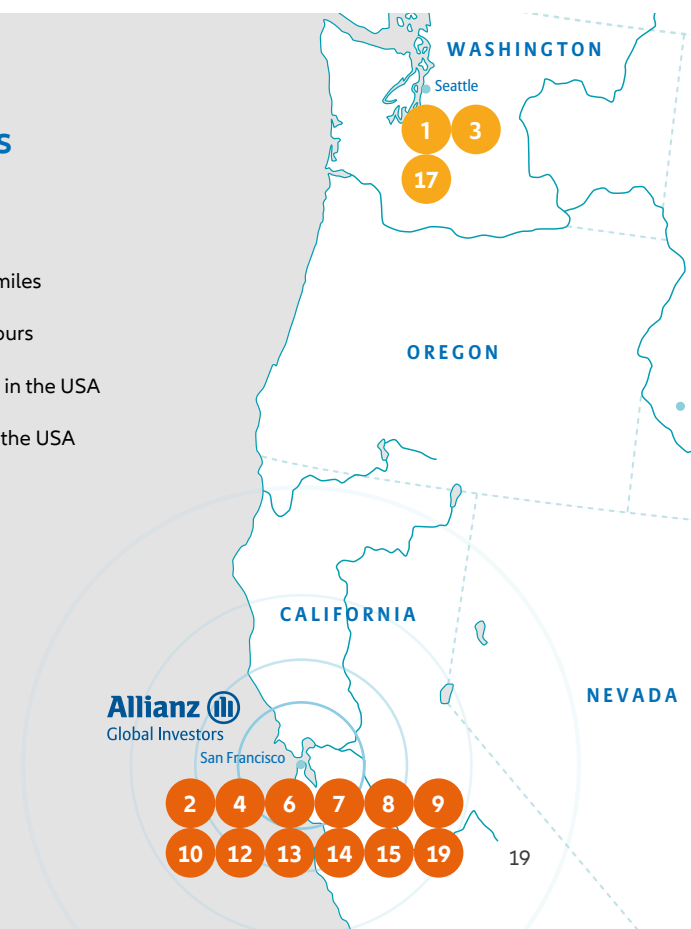 WASHINGTON
Seattle
s
1 3
17
miles
ours
in the USA
the USA
OREGON
CALIFORNIA
NEVADA
Allianz
Global Investors
San Francisco
2 4 6 7 8 9
10 12 13 14 15 19
19